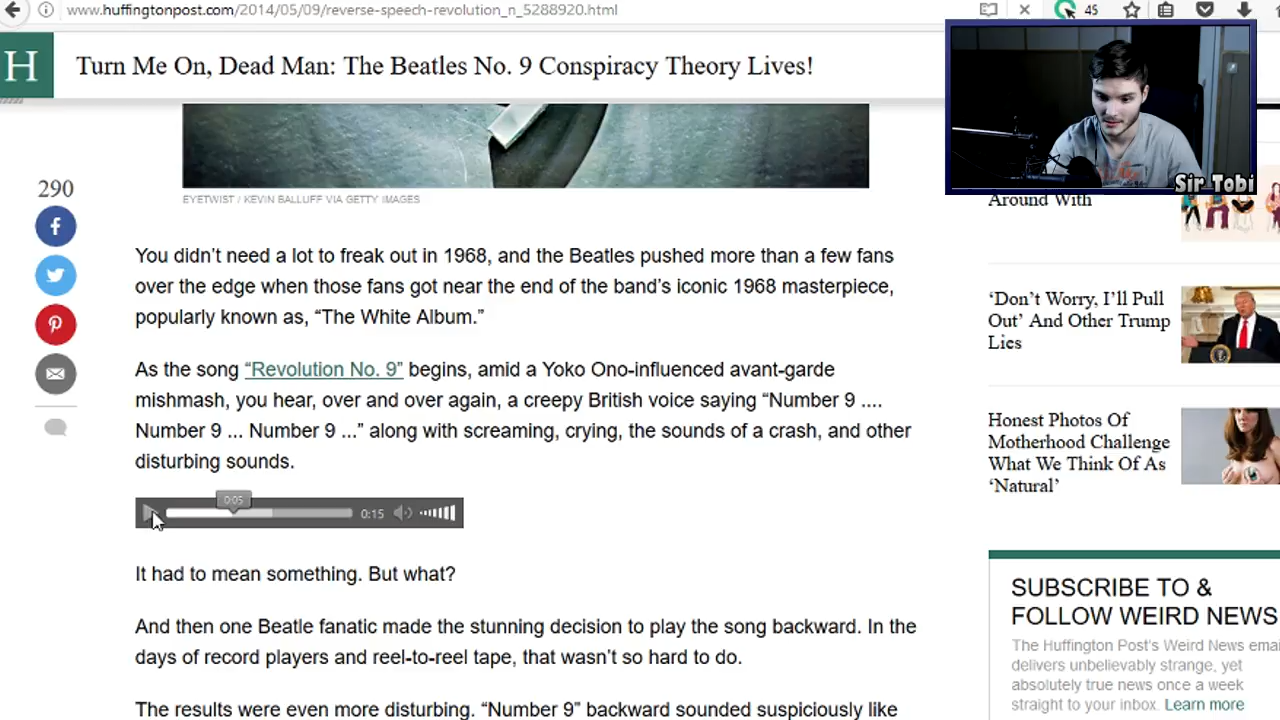 www.huffingtonpost.com/2014/05/09/reverse-speech-revolution_n_5288920.html
45
H
Turn Me On, Dead Man: The Beatles No. 9 Conspiracy Theory Lives!
Sir Tobi
290
EYETWIST / KEVIN BALLUFF VIA GETTY IMAGES
You didn’t need a lot to freak out in 1968, and the Beatles pushed more than a few fans
over the edge when those fans got near the end of the band’s iconic 1968 masterpiece,
popularly known as, “The White Album.”
As the song “Revolution No. 9” begins, amid a Yoko Ono-influenced avant-garde
mishmash, you hear, over and over again, a creepy British voice saying “Number 9 ....
Number 9 ... Number 9 ...” along with screaming, crying, the sounds of a crash, and other
disturbing sounds.
0:05
0:15
It had to mean something. But what?
And then one Beatle fanatic made the stunning decision to play the song backward. In the
days of record players and reel-to-reel tape, that wasn’t so hard to do.
The results were even more disturbing. “Number 9” backward sounded suspiciously like
Around With
‘Don’t Worry, I’ll Pull
Out’ And Other Trump
Lies
Honest Photos Of
Motherhood Challenge
What We Think Of As
‘Natural’
SUBSCRIBE TO &
FOLLOW WEIRD NEWS
The Huffington Post’s Weird News emai
delivers unbelievably strange, yet
absolutely true news once a week
straight to your inbox. Learn more